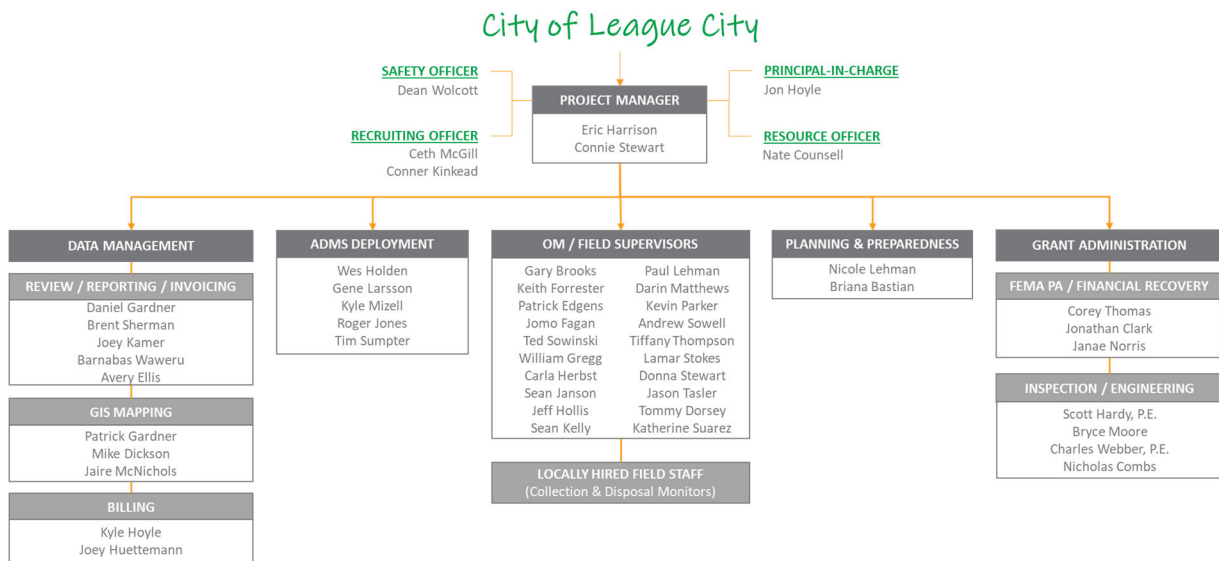 City of League City
SAFETY OFFICER
Dean Wolcott
RECRUITING OFFICER
Ceth McGill
Conner Kinkead
PROJECT MANAGER
Eric Harrison
Connie Stewart
PRINCIPAL-IN-CHARGE
Jon Hoyle
RESOURCE OFFICER
Nate Counsell
DATA MANAGEMENT
REVIEW / REPORTING / INVOICING
Daniel Gardner
Brent Sherman
Joey Kamer
Barnabas Waweru
Avery Ellis
GIS MAPPING
Patrick Gardner
Mike Dickson
Jaire McNichols
BILLING
Kyle Hoyle
Joey Huettemann
ADMS DEPLOYMENT
Wes Holden
Gene Larsson
Kyle Mizell
Roger Jones
Tim Sumpter
OM / FIELD SUPERVISORS
Gary Brooks
Keith Forrester
Patrick Edgens
Jomo Fagan
Ted Sowinski
William Gregg
Carla Herbst
Sean Janson
Jeff Hollis
Sean Kelly
Paul Lehman
Darin Matthews
Kevin Parker
Andrew Sowell
Tiffany Thompson
Lamar Stokes
Donna Stewart
Jason Tasler
Tommy Dorsey
Katherine Suarez
LOCALLY HIRED FIELD STAFF
(Collection & Disposal Monitors)
PLANNING & PREPAREDNESS
Nicole Lehman
Briana Bastian
GRANT ADMINISTRATION
FEMA PA / FINANCIAL RECOVERY
Corey Thomas
Jonathan Clark
Janae Norris
INSPECTION / ENGINEERING
Scott Hardy, P.E.
Bryce Moore
Charles Webber, P.E.
Nicholas Combs